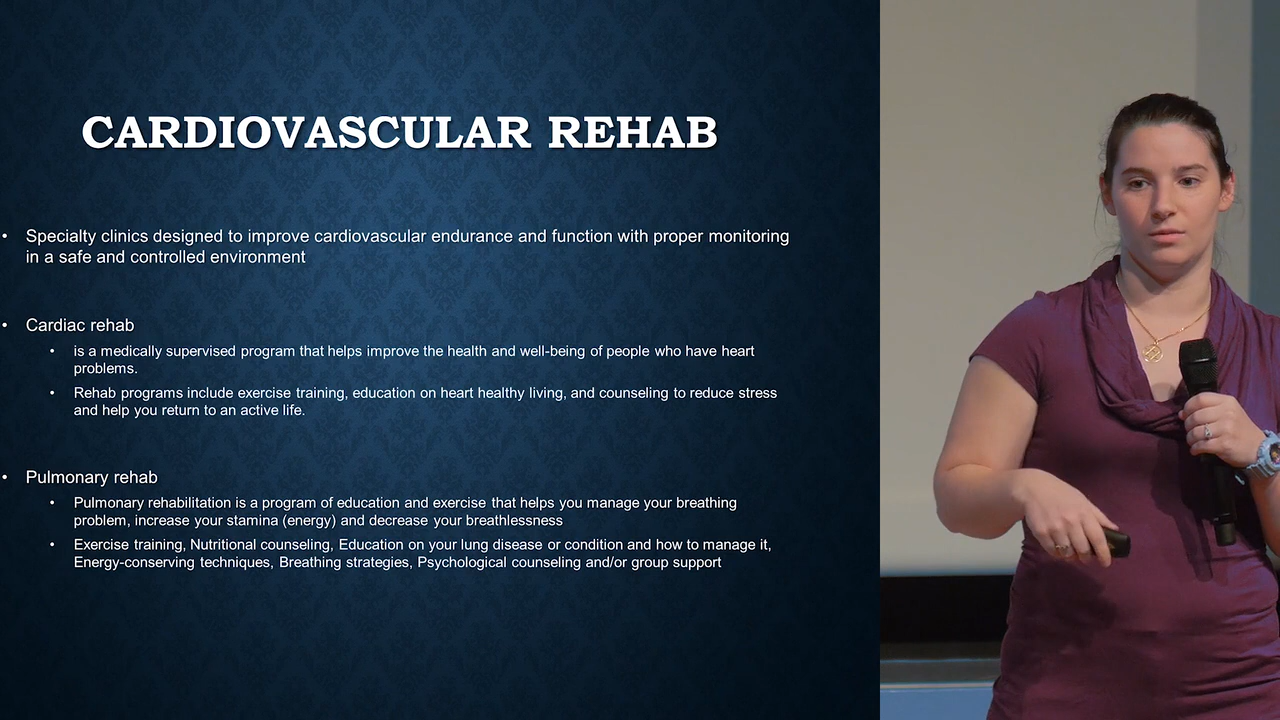 CARDIOVASCULAR REHAB
• Specialty clinics designed to improve cardiovascular endurance and function with proper monitoring
in a safe and controlled environment
• Cardiac rehab
• is a medically supervised program that helps improve the health and well-being of people who have heart
problems.
• Rehab programs include exercise training, education on heart healthy living, and counseling to reduce stress
and help you return to an active life.
• Pulmonary rehab
• Pulmonary rehabilitation is a program of education and exercise that helps you manage your breathing
problem, increase your stamina (energy) and decrease your breathlessness
• Exercise training, Nutritional counseling, Education on your lung disease or condition and how to manage it,
Energy-conserving techniques, Breathing strategies, Psychological counseling and/or group support